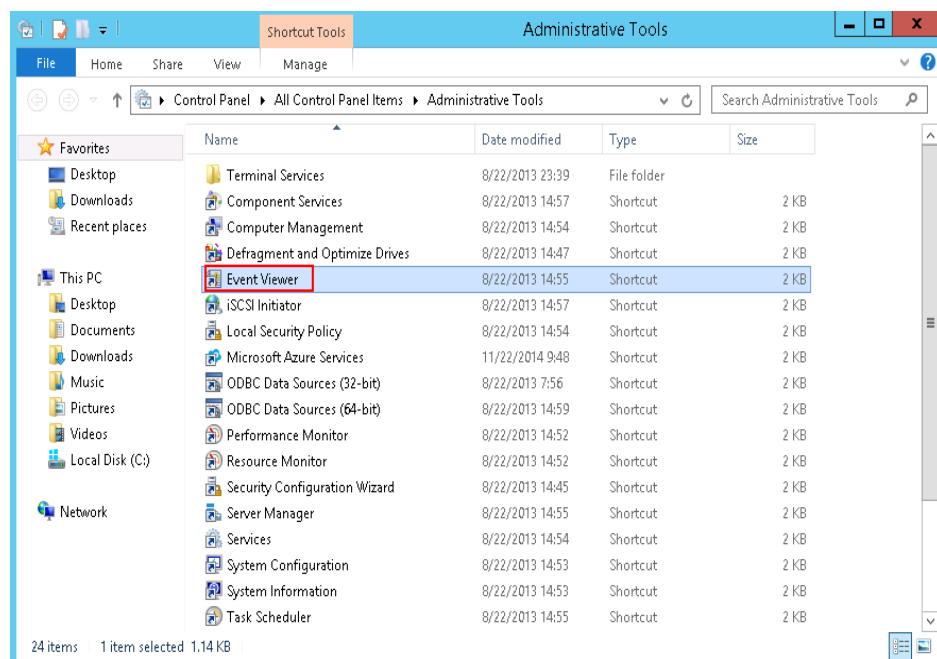 Shortcut Tools
Administrative Tools
File Home Share View Manage
Control Panel All Control Panel Items Administrative Tools
Search Administrative Tools
Favorites
Desktop
Downloads
Recent places
This PC
Desktop
Documents
Downloads
Music
Pictures
Videos
Local Disk (C:)
Network
Name Date modified Type Size
Terminal Services 8/22/2013 23:39 File folder
Component Services 8/22/2013 14:57 Shortcut 2 KB
Computer Management 8/22/2013 14:54 Shortcut 2 KB
Defragment and Optimize Drives 8/22/2013 14:47 Shortcut 2 KB
Event Viewer 8/22/2013 14:55 Shortcut 2 KB
iSCSI Initiator 8/22/2013 14:57 Shortcut 2 KB
Local Security Policy 8/22/2013 14:54 Shortcut 2 KB
Microsoft Azure Services 11/22/2014 9:48 Shortcut 2 KB
ODBC Data Sources (32-bit) 8/22/2013 7:56 Shortcut 2 KB
ODBC Data Sources (64-bit) 8/22/2013 14:59 Shortcut 2 KB
Performance Monitor 8/22/2013 14:52 Shortcut 2 KB
Resource Monitor 8/22/2013 14:52 Shortcut 2 KB
Security Configuration Wizard 8/22/2013 14:45 Shortcut 2 KB
Server Manager 8/22/2013 14:55 Shortcut 2 KB
Services 8/22/2013 14:54 Shortcut 2 KB
System Configuration 8/22/2013 14:53 Shortcut 2 KB
System Information 8/22/2013 14:53 Shortcut 2 KB
Task Scheduler 8/22/2013 14:55 Shortcut 2 KB
24 items 1 item selected 1.14 KB